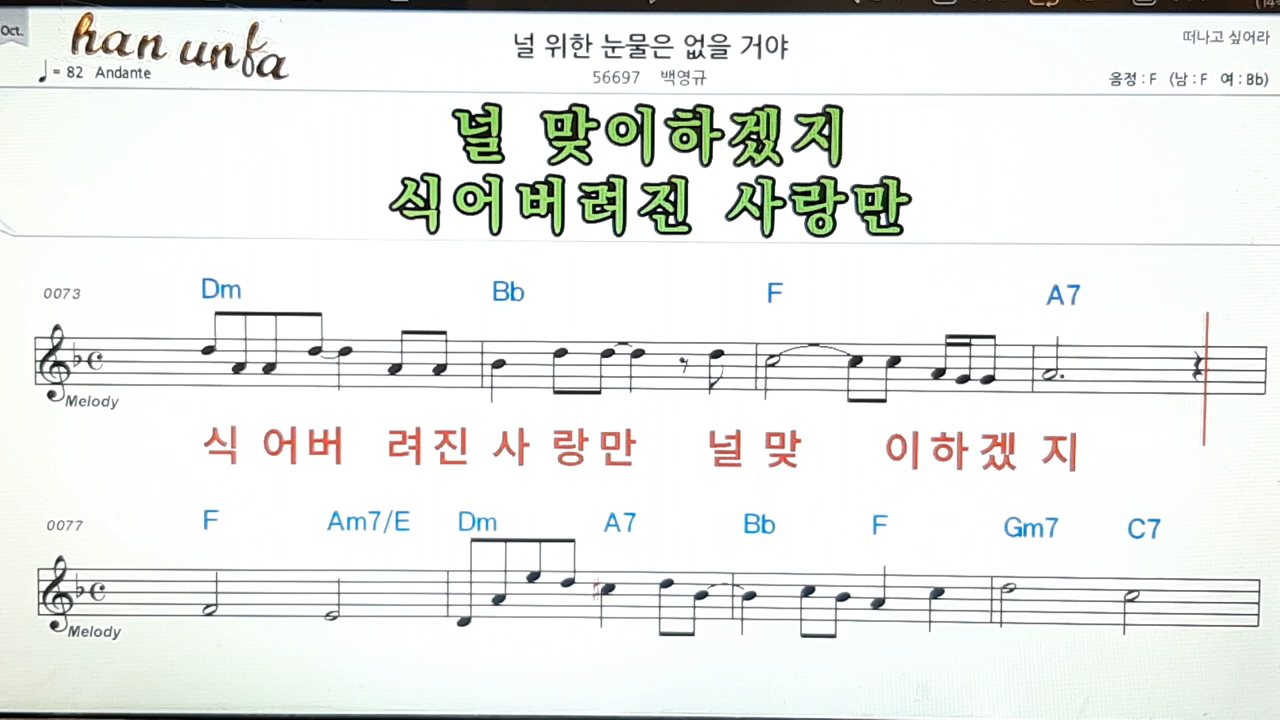 Oct.
han unfa
♩= 82 Andante
널 위한 눈물은 없을 거야
56697 백영규
떠나고 싶어라
음정 : F (남 : F 여 : Bb)
널 맞이하겠지
식어버려진 사랑만
0073 Dm Bb F A7
Melody
식 어버 려진 사 랑만 널 맞 이하겠 지
0077 F Am7/E Dm A7 Bb F Gm7 C7
Melody